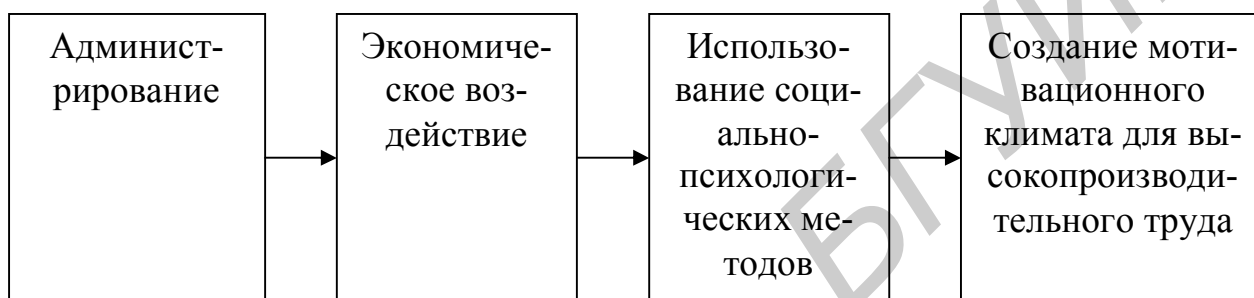 Админист-
рирование
Экономиче-
ское воз-
действие
Использо-
вание соци-
ально-
психологи-
ческих ме-
тодов
Создание моти-
вационного
климата для вы-
сокопроизводи-
тельного труда